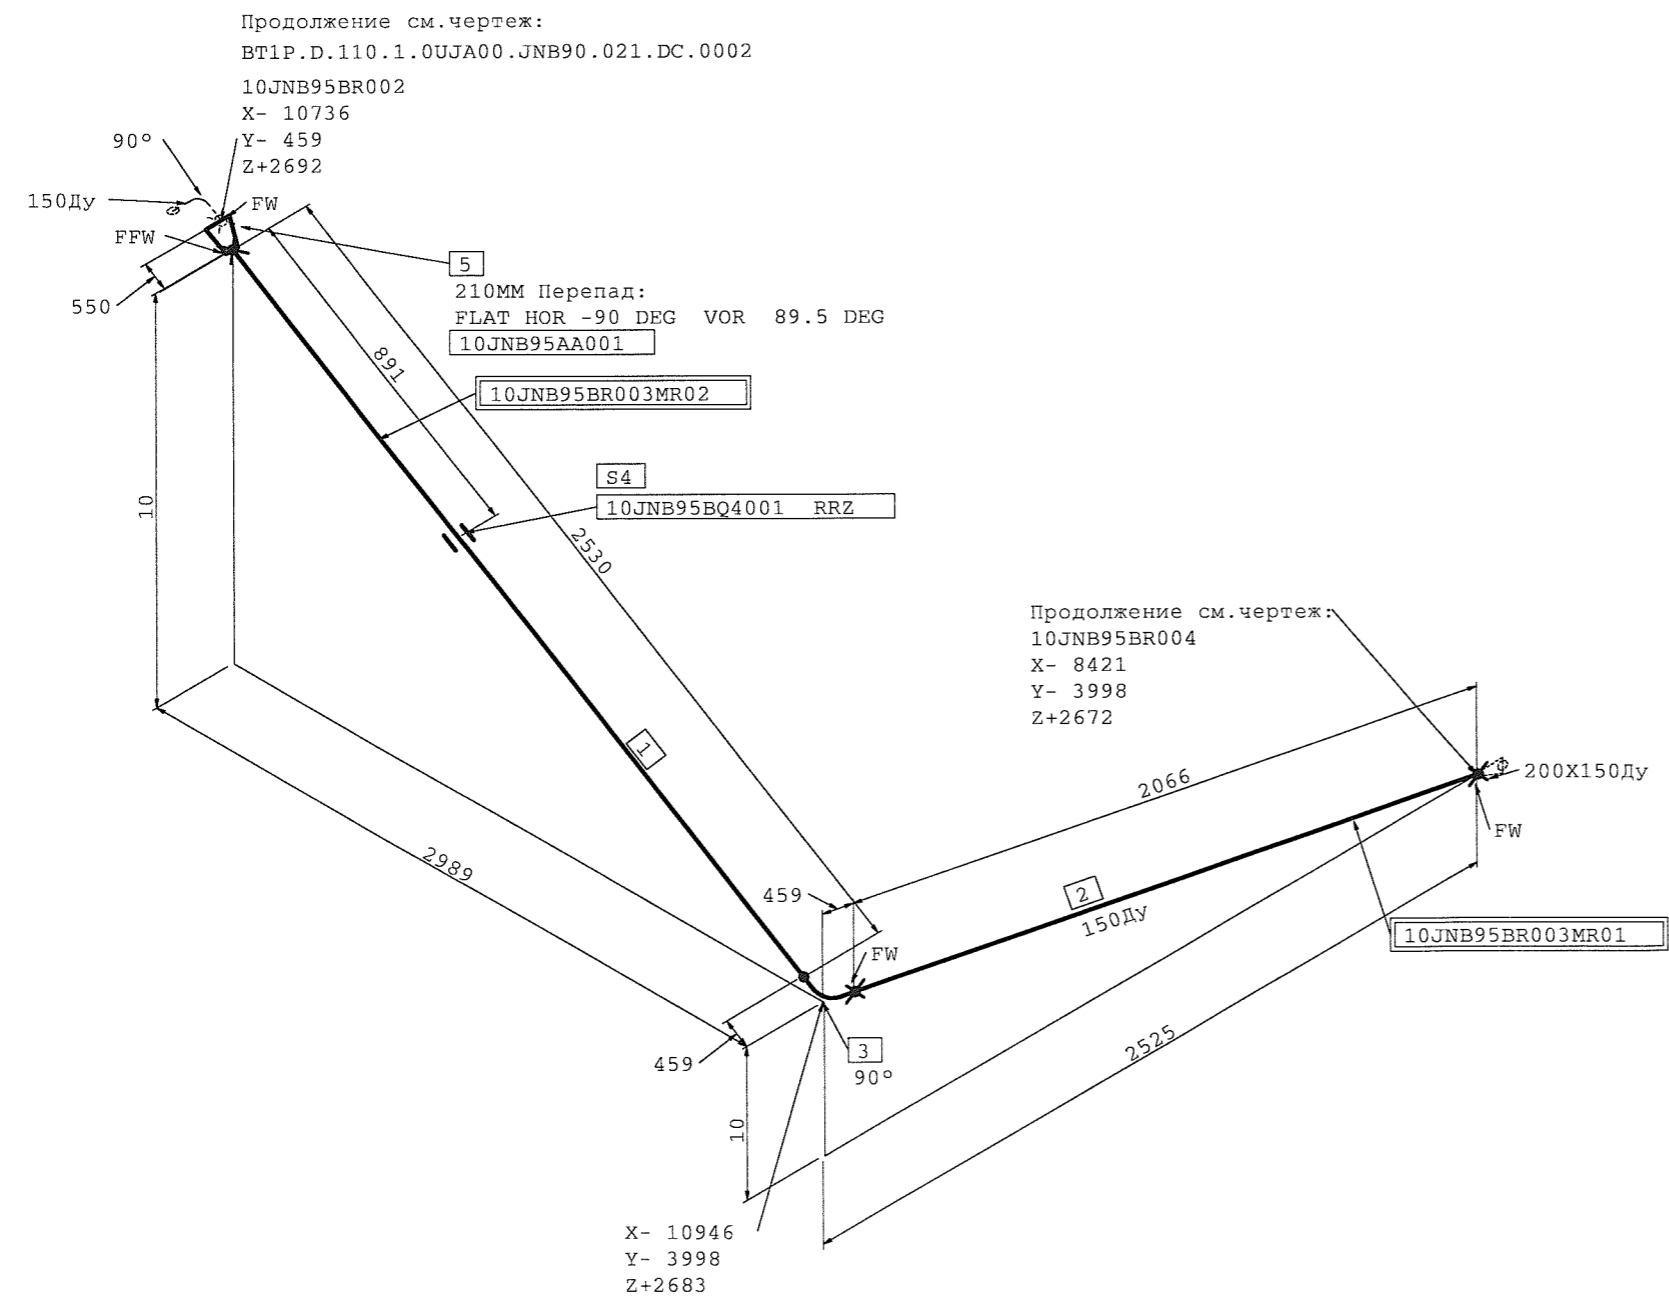 Продолжение см.чертеж:
BT1P.D.110.1.0UJA00.JNB90.021.DC.0002
10JNB95BR002
X- 10736
Y- 459
Z+2692
90°
150Ду
FW
FFW
550
5
210ММ Перепад:
FLAT HOR -90 DEG VOR 89.5 DEG
10JNB95AA001
891
10JNB95BR003MR02
S4
10JNB95BQ4001 RRZ
10
2530
Продолжение см.чертеж:
10JNB95BR004
X- 8421
Y- 3998
Z+2672
1
2066
200X150Ду
FW
2989
459
2
150Ду
10JNB95BR003MR01
FW
459
3
90°
2525
10
X- 10946
Y- 3998
Z+2683